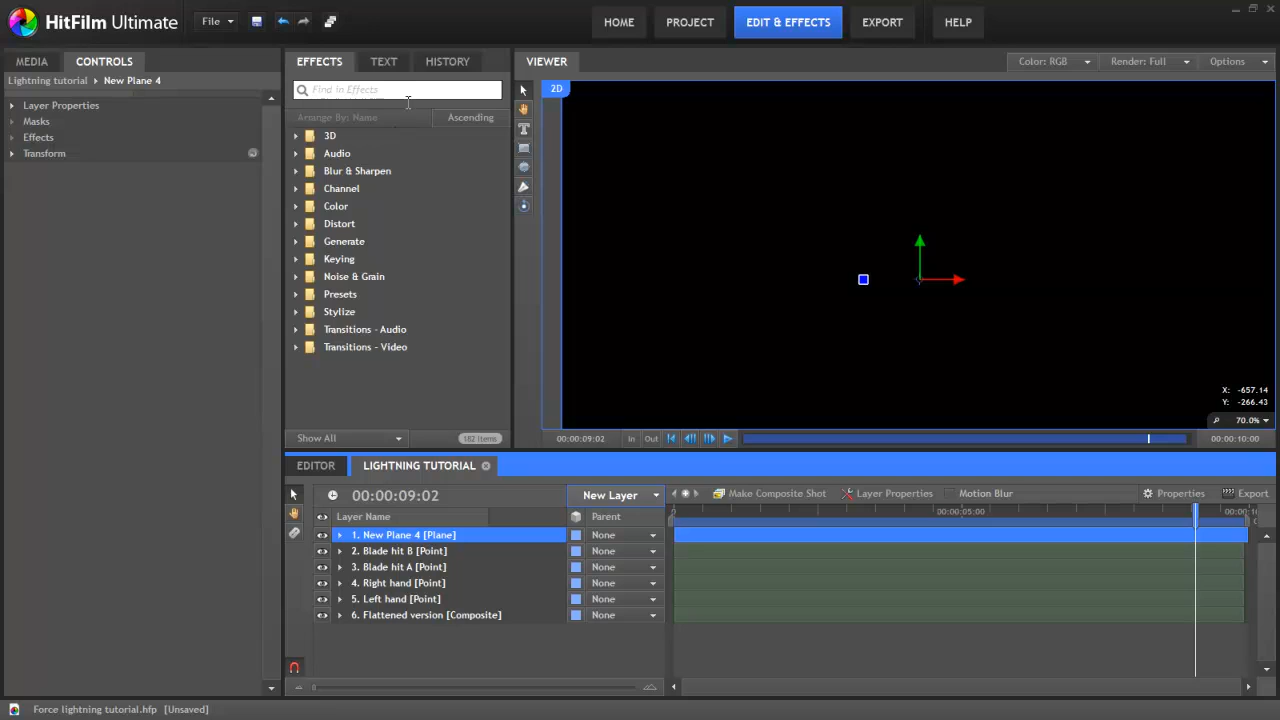 HitFilm Ultimate
File
HOME
PROJECT
EDIT & EFFECTS
EXPORT
HELP
MEDIA
CONTROLS
Lightning tutorial
New Plane 4
Layer Properties
Masks
Effects
Transform
EFFECTS
TEXT
HISTORY
Find in Effects
Arrange By: Name
Ascending
3D
Audio
Blur & Sharpen
Channel
Color
Distort
Generate
Keying
Noise & Grain
Presets
Stylize
Transitions - Audio
Transitions - Video
Show All
182 Items
VIEWER
Color: RGB
Render: Full
Options
2D
X: -657.14
Y: -266.43
70.0%
00:00:09:02
In
Out
00:00:10:00
EDITOR
LIGHTNING TUTORIAL
00:00:09:02
New Layer
Make Composite Shot
Layer Properties
Motion Blur
Properties
Export
Layer Name
Parent
00:00:05:00
1. New Plane 4 [Plane]
None
2. Blade hit B [Point]
None
3. Blade hit A [Point]
None
4. Right hand [Point]
None
5. Left hand [Point]
None
6. Flattened version [Composite]
None
Force lightning tutorial.hfp
[Unsaved]